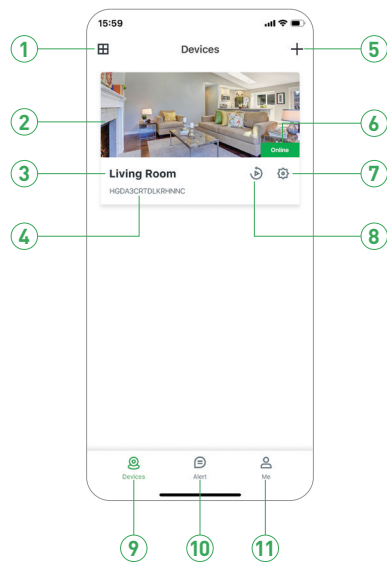 15:59
1
Devices
5
2
6
Online
3
Living Room
7
HGDA3CRTDLKRHNNC
4
8
Devices
Alert
Me
9
10
11